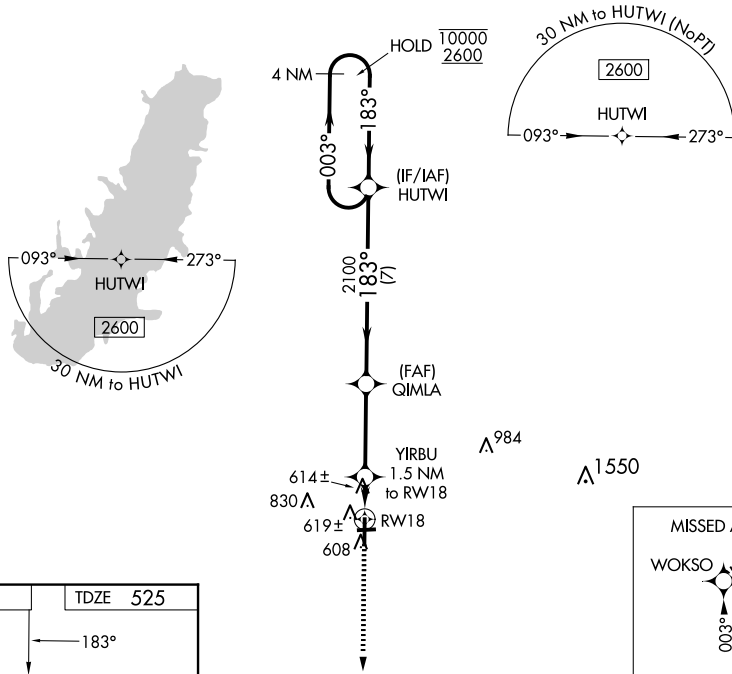 HOLD 10000
2600
4 NM
183°
003°
(IF/IAF)
HUTWI
30 NM to HUTWI (NoPT)
2600
HUTWI
093°
273°
093°
273°
HUTWI
2600
30 NM to HUTWI
2100
183°
(7)
(FAF)
QIMLA
984
1550
YIRBU
1.5 NM
to RW18
614±
830
619±
RW18
608
MISSED A
WOKSO
003°
TDZE 525
183°